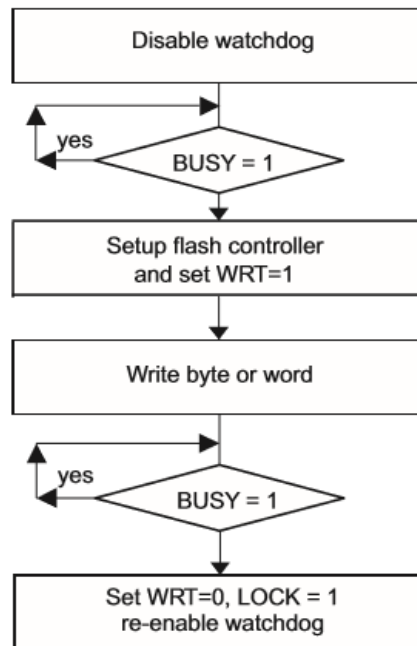 Disable watchdog
yes
BUSY = 1
Setup flash controller
and set WRT=1
Write byte or word
yes
BUSY = 1
Set WRT=0, LOCK = 1
re-enable watchdog